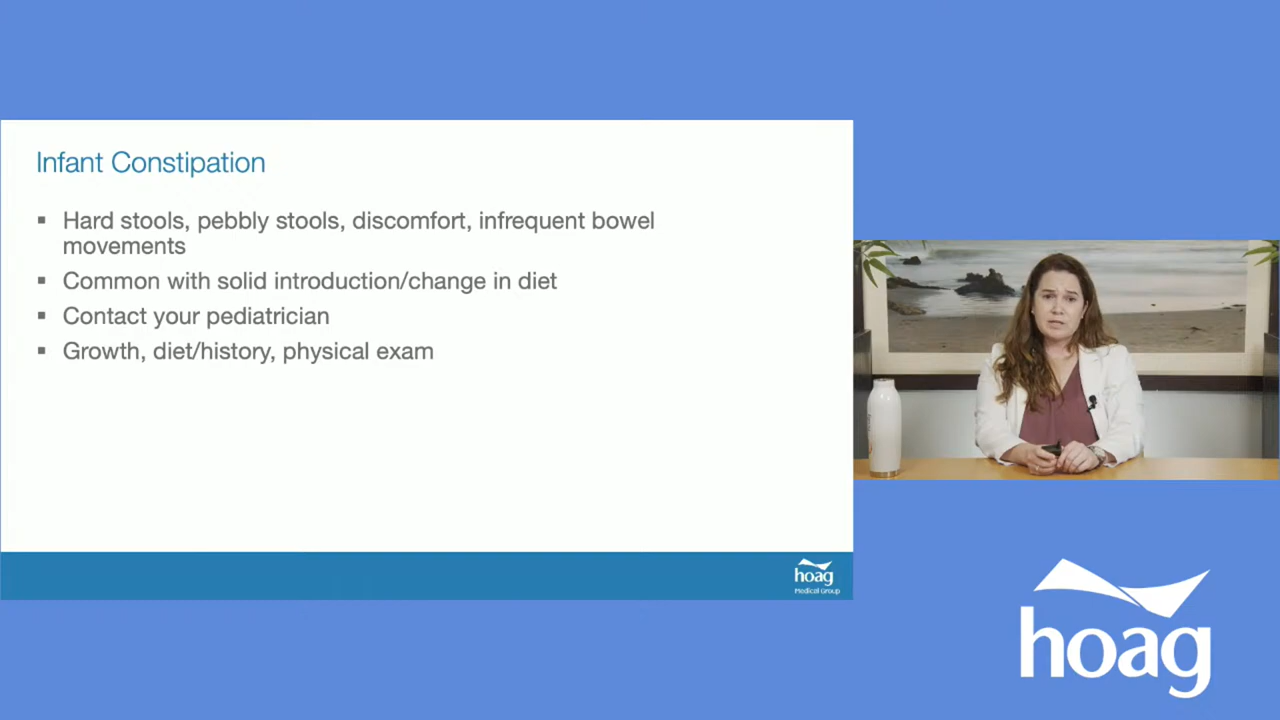 Infant Constipation
▪ Hard stools, pebbly stools, discomfort, infrequent bowel
movements
▪ Common with solid introduction/change in diet
▪ Contact your pediatrician
▪ Growth, diet/history, physical exam
hoag
Medical Group
hoag